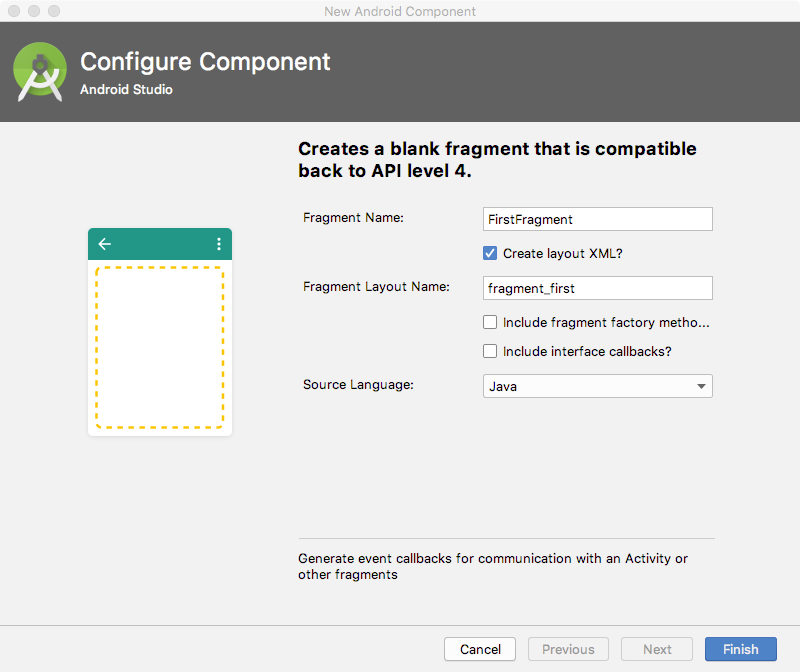 New Android Component
Configure Component
Android Studio
Creates a blank fragment that is compatible
back to API level 4.
Fragment Name:
FirstFragment
Create layout XML?
Fragment Layout Name:
fragment_first
Include fragment factory metho...
Include interface callbacks?
Source Language:
Java
Generate event callbacks for communication with an Activity or
other fragments
Cancel
Previous
Next
Finish